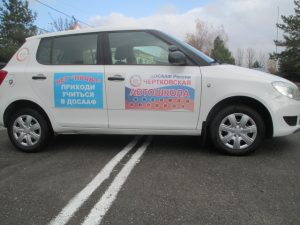 ПРИХОДИ
УЧИТЬСЯ
В ДОСААФ
ДОСААФ России
ЧЕРТКОВСКАЯ
АВТОШКОЛА